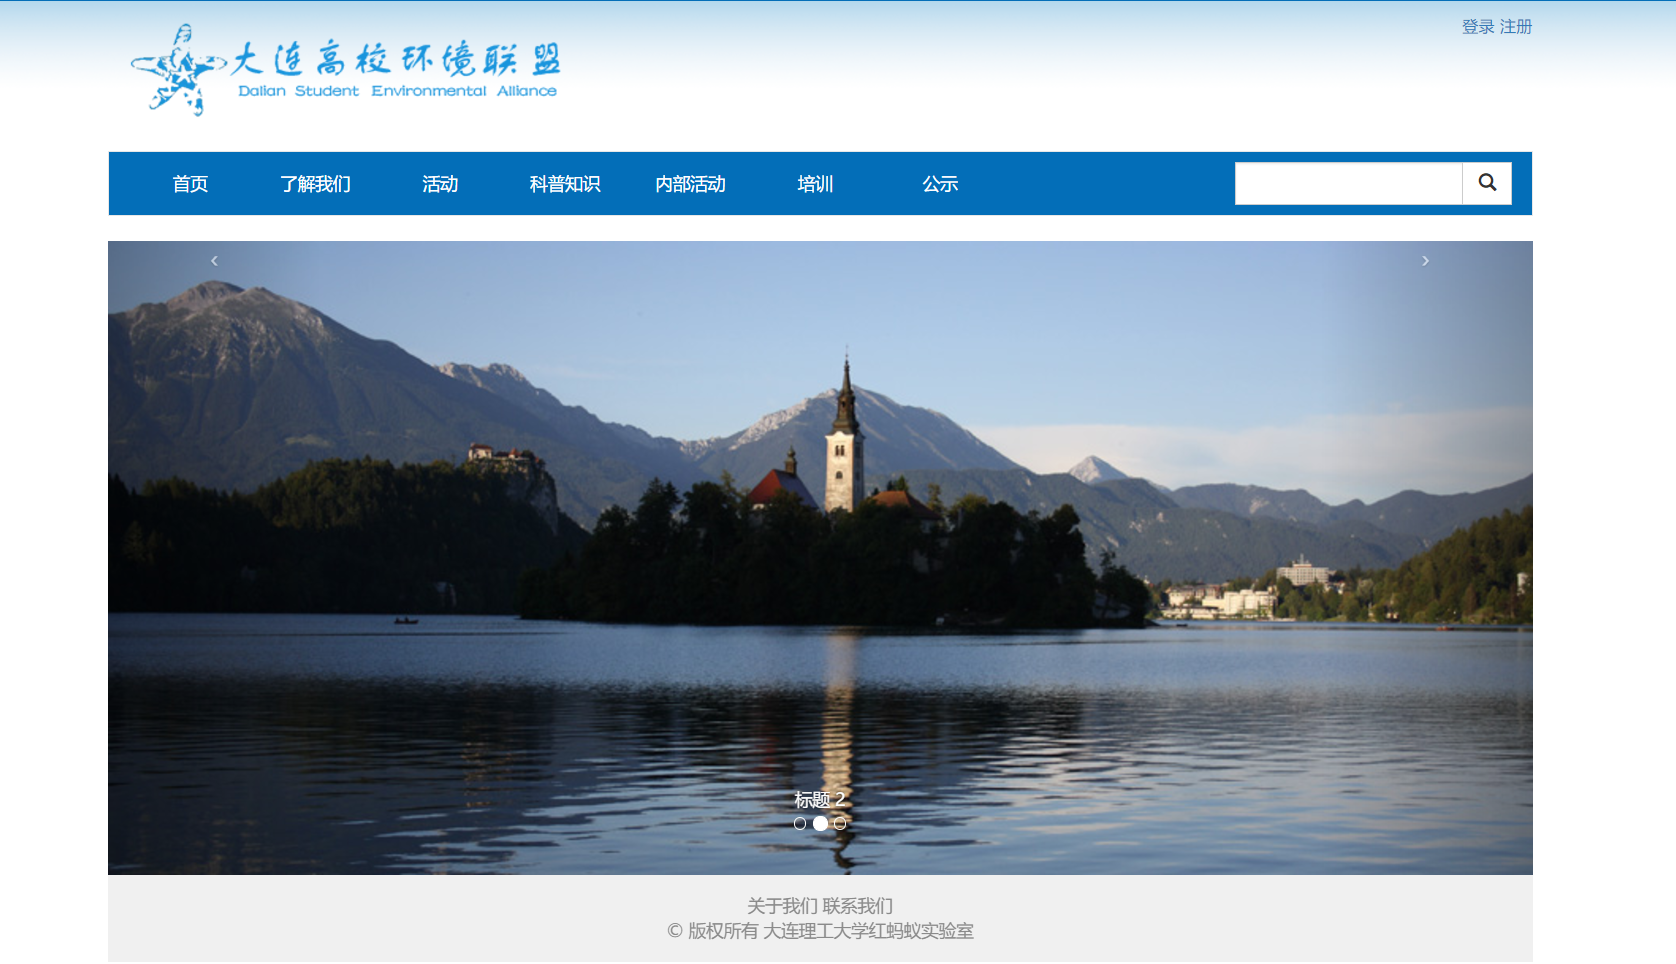 登录 注册
大连高校环境联盟
Dalian Student Environmental Alliance
首页 了解我们 活动 科普知识 内部活动 培训 公示
‹ ›
标题 2
关于我们 联系我们
© 版权所有 大连理工大学红蚂蚁实验室